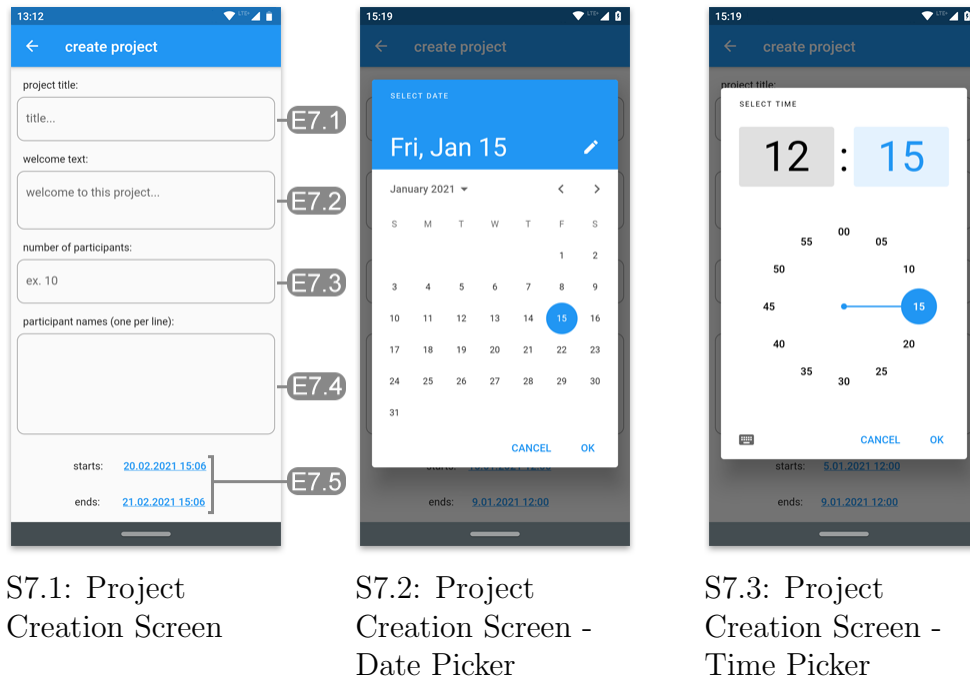 13:12
LTE+
create project
project title:
title...
E7.1
welcome text:
welcome to this project...
E7.2
number of participants:
ex. 10
E7.3
participant names (one per line):
E7.4
starts: 20.02.2021 15:06
E7.5
ends: 21.02.2021 15:06
S7.1: Project
Creation Screen
15:19
LTE+
create project
SELECT DATE
Fri, Jan 15
January 2021
S M T W T F S
1 2
3 4 5 6 7 8 9
10 11 12 13 14 15 16
17 18 19 20 21 22 23
24 25 26 27 28 29 30
31
CANCEL OK
starts:
ends: 9.01.2021 12:00
S7.2: Project
Creation Screen -
Date Picker
15:19
LTE+
create project
project title:
SELECT TIME
12 : 15
00
55 05
50 10
45 15
40 20
35 25
30
CANCEL OK
starts: 5.01.2021 12:00
ends: 9.01.2021 12:00
S7.3: Project
Creation Screen -
Time Picker